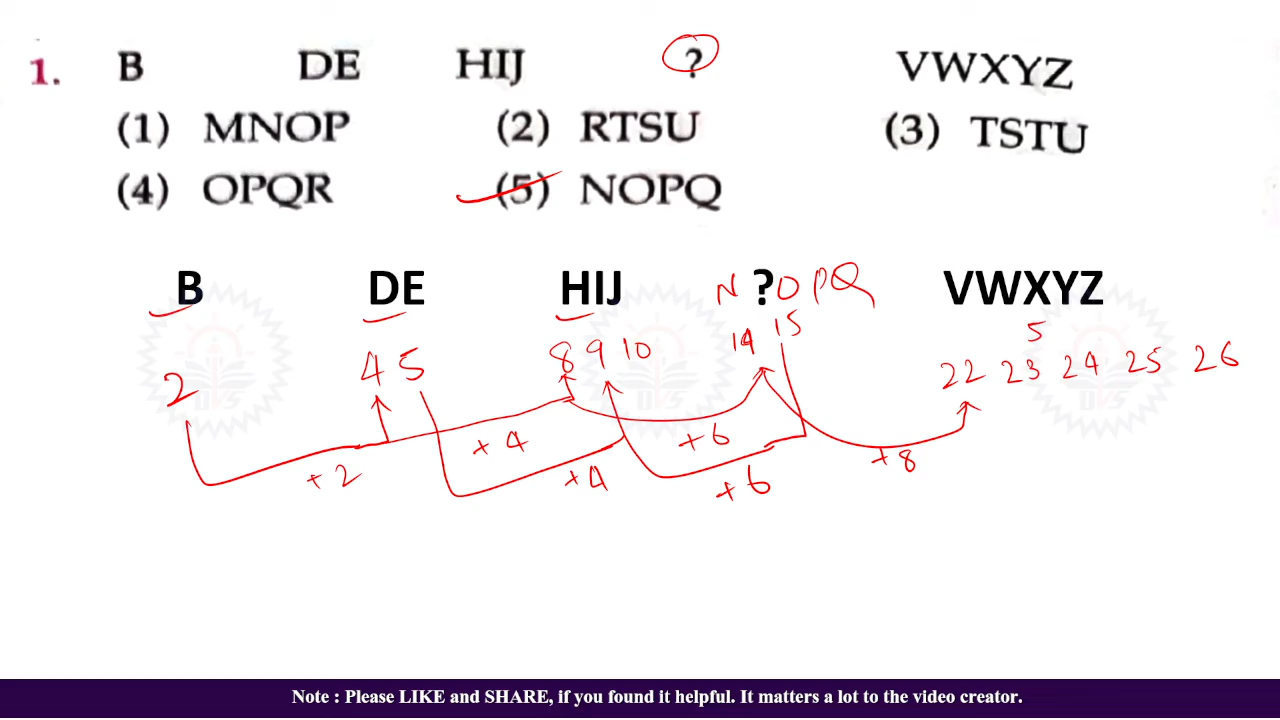 1. B DE HIJ ? VWXYZ
(1) MNOP (2) RTSU (3) TSTU
(4) OPQR (5) NOPQ
B DE HIJ N ? O P Q VWXYZ
5
2 4 5 8 9 10 14 15 22 23 24 25 26
+2 +4 +4 +6 +6 +8
Note : Please LIKE and SHARE, if you found it helpful. It matters a lot to the video creator.